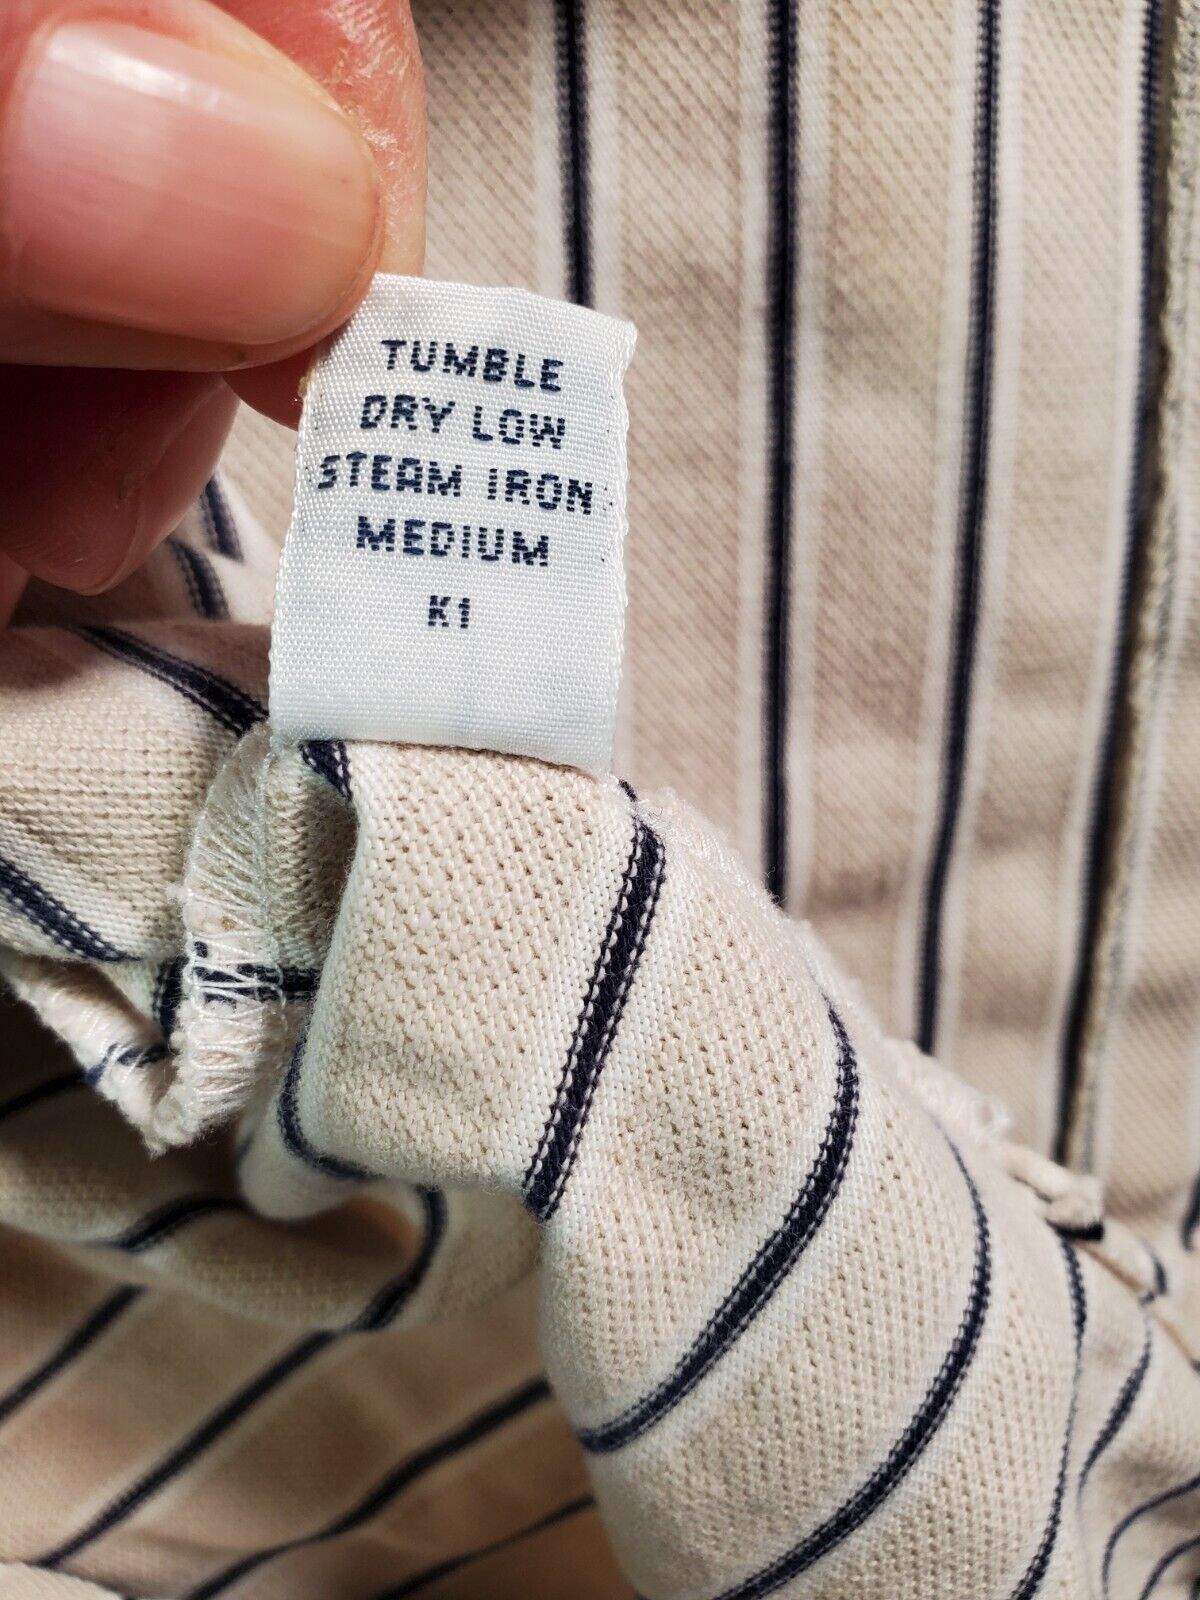 TUMBLE
DRY LOW
STEAM IRON
MEDIUM
K1